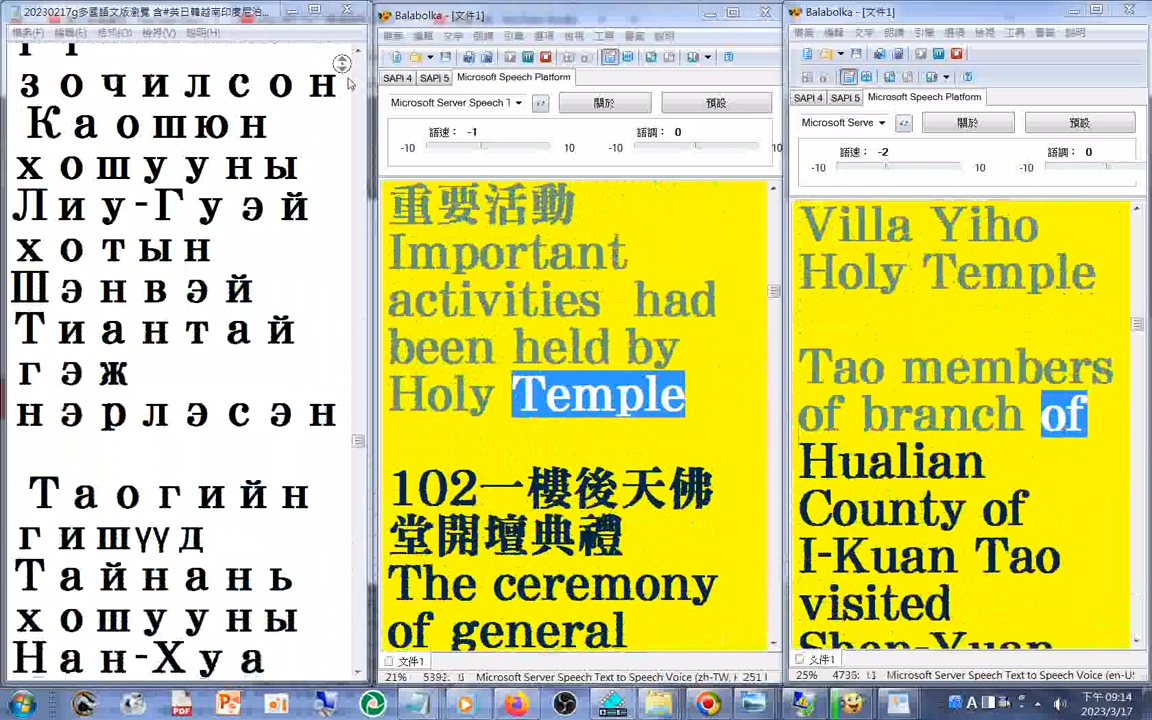 20230217g多國語文版瀏覽 含#英日韓越南印度尼泊...
檔案(F) 編輯(E) 格式(O) 檢視(V) 說明(H)
зочилсон
Каошюн
хошууны
Лиу-Гуэй
хотын
Шэнвэй
Тиантай
гэж
нэрлэсэн
Таогийн
гишүүд
Тайнань
хошууны
Нан-Хуа
Balabolka - [文件1]
SAPI 4 SAPI 5 Microsoft Speech Platform
Microsoft Server Speech T
關於
預設
語速： -1
語調： 0
-10 10 -10 10
重要活動
Important
activities had
been held by
Holy Temple
102一樓後天佛
堂開壇典禮
The ceremony
of general
文件1
21% Microsoft Server Speech Text to Speech Voice (zh-TW,
Balabolka - [文件1]
SAPI 4 SAPI 5 Microsoft Speech Platform
Microsoft Serve
關於
預設
語速： -2
語調： 0
-10 10 -10
Villa Yiho
Holy Temple
Tao members
of branch of
Hualian
County of
I-Kuan Tao
visited
Shen-Yuan
文件1
25% Microsoft Server Speech Text to Speech Voice (en-U
下午 09:14
2023/3/17